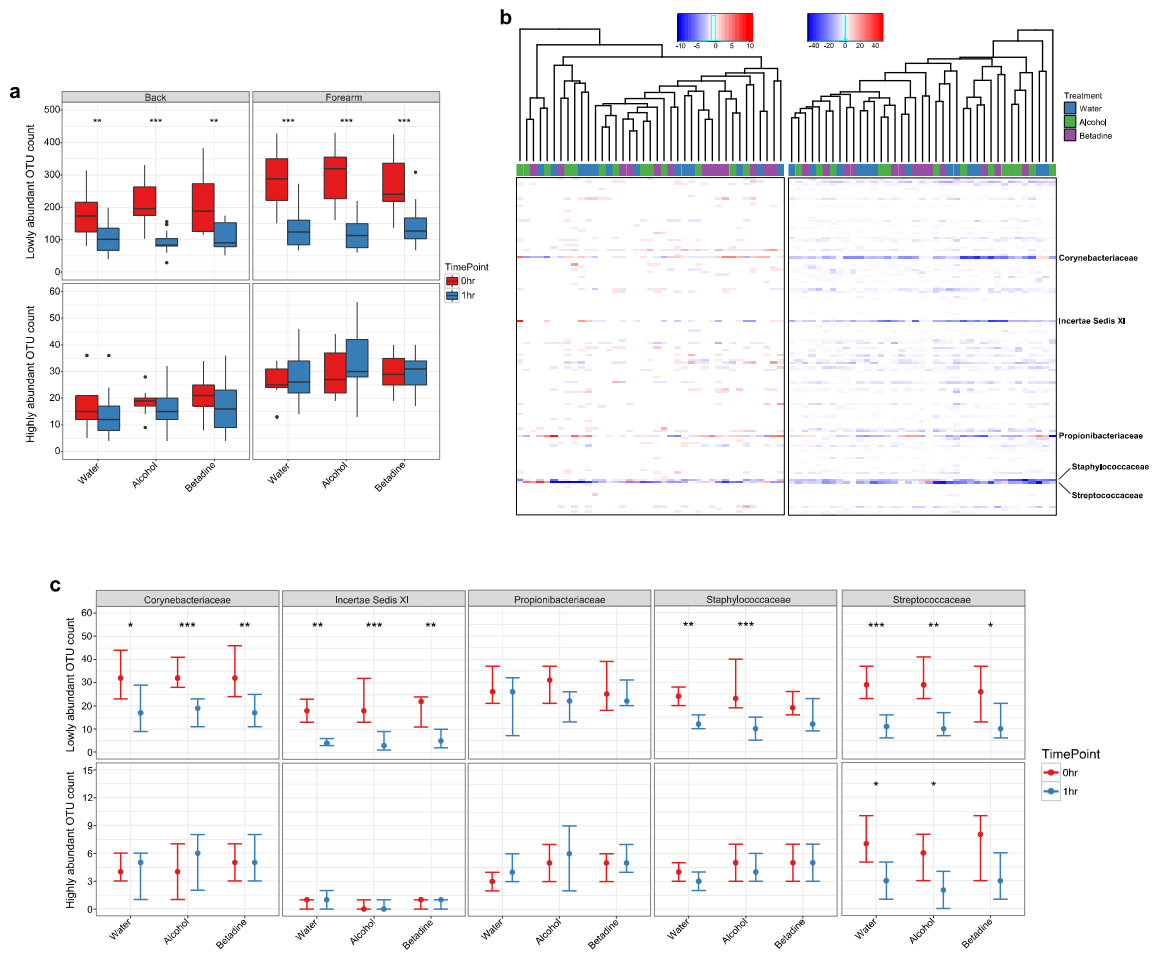 a
Back
Forearm
Lowly abundant OTU count
500
400
300
200
100
0
** *** ** *** *** ***
Highly abundant OTU count
60
50
40
30
20
10
0
Water
Alcohol
Betadine
Water
Alcohol
Betadine
TimePoint
0hr
1hr
b
-10 -5 0 5 10
-40 -20 0 20 40
Treatment
Water
Alcohol
Betadine
Corynebacteriaceae
Incertae Sedis XI
Propionibacteriaceae
Staphylococcaceae
Streptococcaceae
c
Corynebacteriaceae
Incertae Sedis XI
Propionibacteriaceae
Staphylococcaceae
Streptococcaceae
Lowly abundant OTU count
60
50
40
30
20
10
0
* *** ** ** *** ** ** *** *** ** *
Highly abundant OTU count
15
12
9
6
3
0
* *
Water
Alcohol
Betadine
Water
Alcohol
Betadine
Water
Alcohol
Betadine
Water
Alcohol
Betadine
Water
Alcohol
Betadine
TimePoint
0hr
1hr